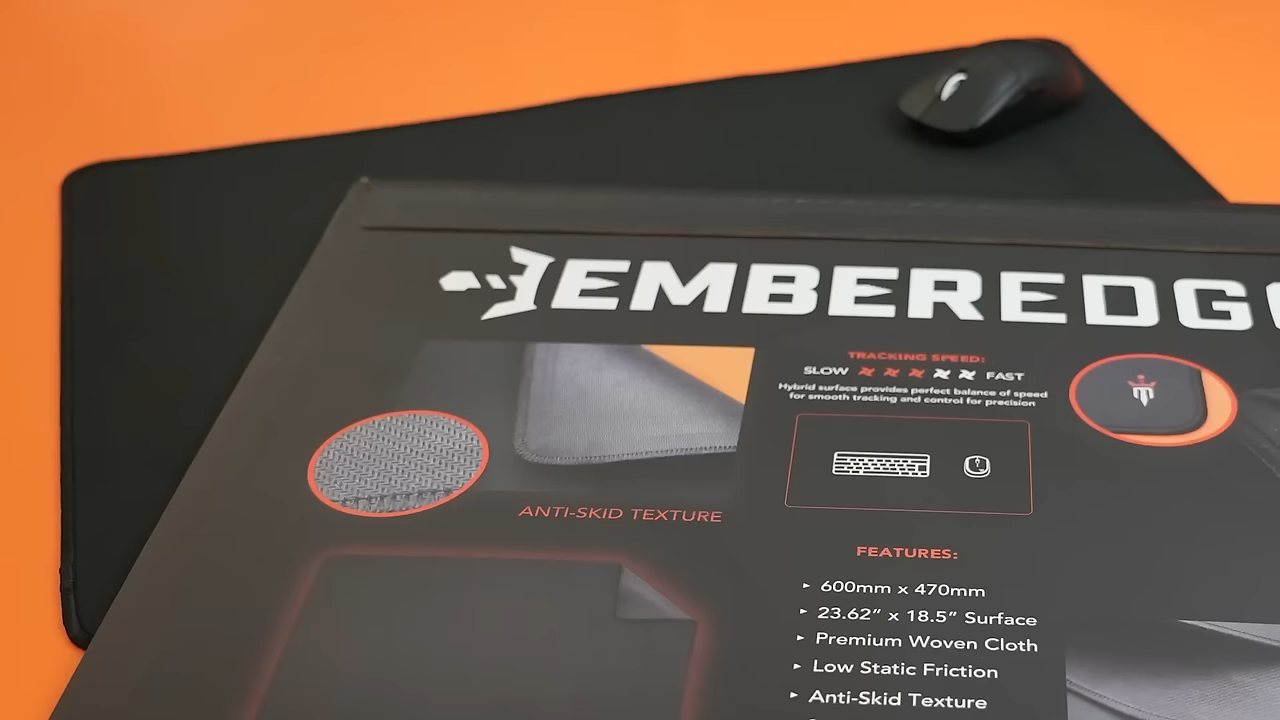 EMBEREDG
TRACKING SPEED:
SLOW FAST
Hybrid surface provides perfect balance of speed
for smooth tracking and control for precision
ANTI-SKID TEXTURE
FEATURES:
▸ 600mm x 470mm
▸ 23.62” x 18.5” Surface
▸ Premium Woven Cloth
▸ Low Static Friction
▸ Anti-Skid Texture